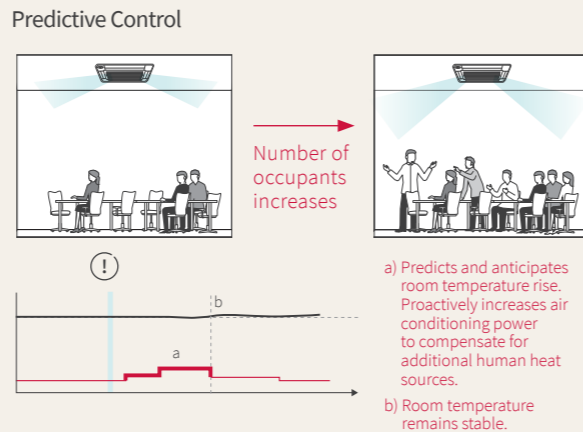 Predictive Control
Number of
occupants
increases
!
b
a
a) Predicts and anticipates
room temperature rise.
Proactively increases air
conditioning power
to compensate for
additional human heat
sources.
b) Room temperature
remains stable.